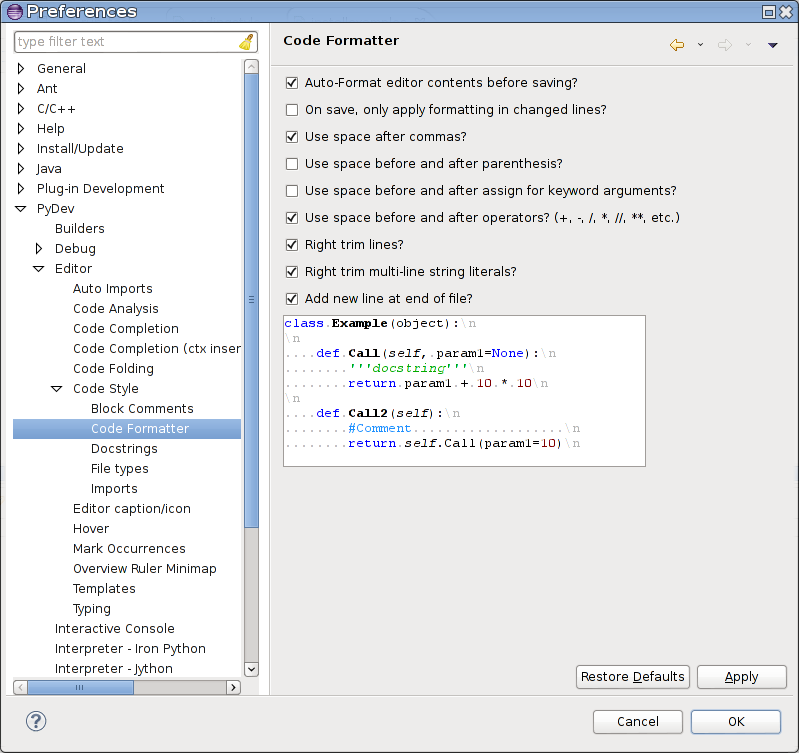 Preferences
type filter text
General
Ant
C/C++
Help
Install/Update
Java
Plug-in Development
PyDev
Builders
Debug
Editor
Auto Imports
Code Analysis
Code Completion
Code Completion (ctx inser
Code Folding
Code Style
Block Comments
Code Formatter
Docstrings
File types
Imports
Editor caption/icon
Hover
Mark Occurrences
Overview Ruler Minimap
Templates
Typing
Interactive Console
Interpreter - Iron Python
Interpreter - Jython
Code Formatter
Auto-Format editor contents before saving?
On save, only apply formatting in changed lines?
Use space after commas?
Use space before and after parenthesis?
Use space before and after assign for keyword arguments?
Use space before and after operators? (+, -, /, *, //, **, etc.)
Right trim lines?
Right trim multi-line string literals?
Add new line at end of file?
class.Example(object):\n
\n
....def.Call(self,.param1=None):\n
........'''docstring'''\n
........return.param1.+.10.*.10\n
\n
....def.Call2(self):\n
........#Comment...................\n
........return.self.Call(param1=10)\n
Restore Defaults
Apply
?
Cancel
OK